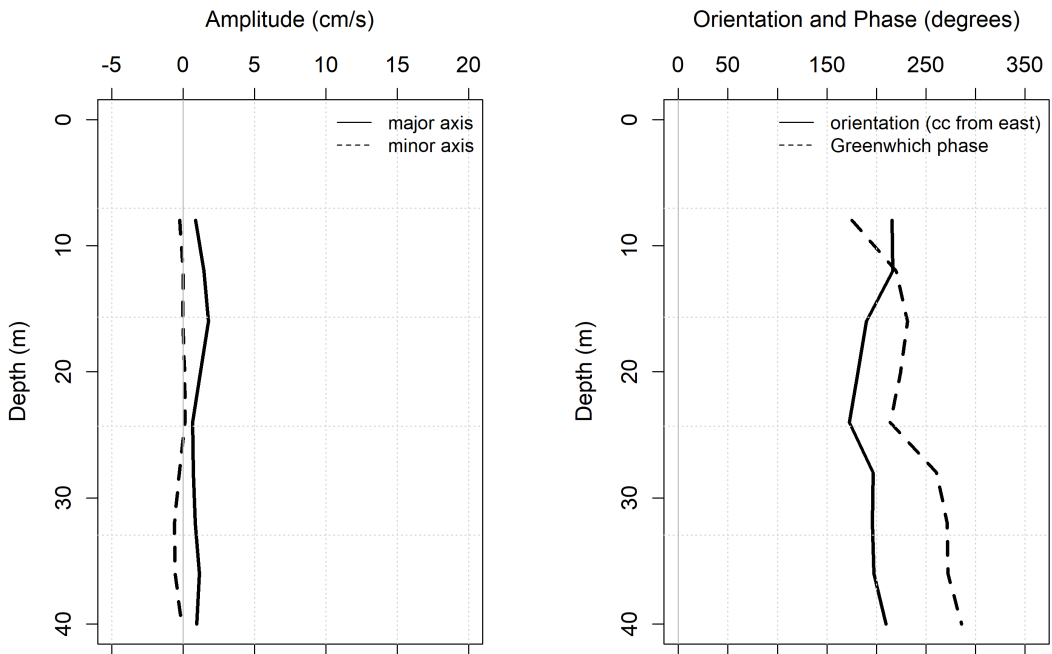 Amplitude (cm/s)
-5 0 5 10 15 20
0
10
20
30
40
Depth (m)
major axis
minor axis
Orientation and Phase (degrees)
0 50 150 250 350
0
10
20
30
40
Depth (m)
orientation (cc from east)
Greenwhich phase